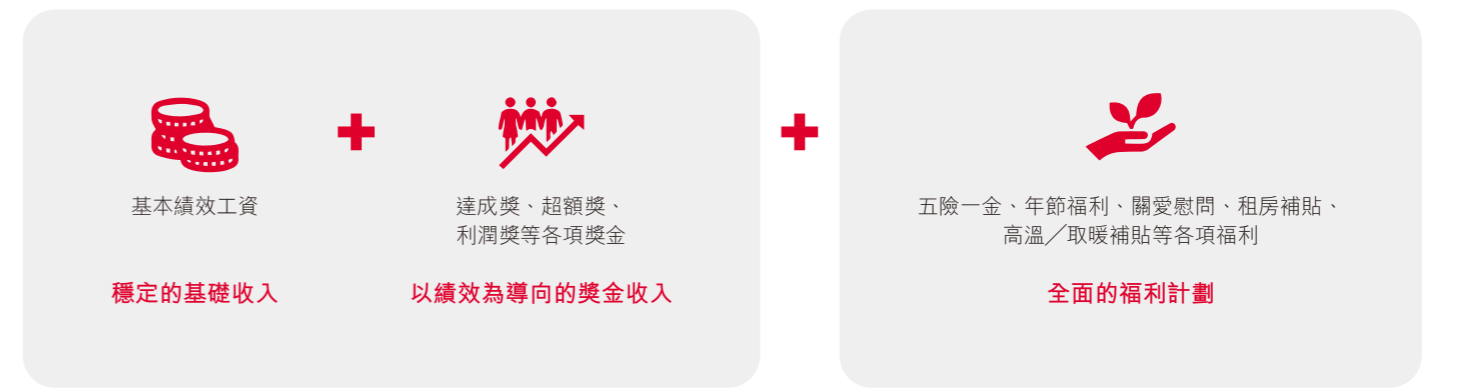 基本績效工資
穩定的基礎收入
達成獎、超額獎、
利潤獎等各項獎金
以績效為導向的獎金收入
五險一金、年節福利、關愛慰問、租房補貼、
高溫╱取暖補貼等各項福利
全面的福利計劃